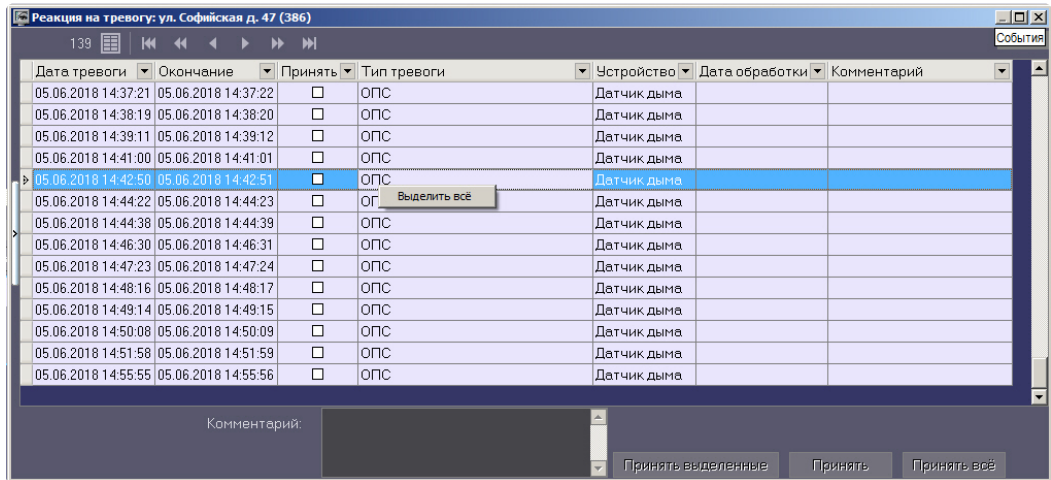 Реакция на тревогу: ул. Софийская д. 47 (386)
139
События
Дата тревоги Окончание Принять Тип тревоги Устройство Дата обработки Комментарий
05.06.2018 14:37:21 05.06.2018 14:37:22 ОПС Датчик дыма
05.06.2018 14:38:19 05.06.2018 14:38:20 ОПС Датчик дыма
05.06.2018 14:39:11 05.06.2018 14:39:12 ОПС Датчик дыма
05.06.2018 14:41:00 05.06.2018 14:41:01 ОПС Датчик дыма
05.06.2018 14:42:50 05.06.2018 14:42:51 ОПС Датчик дыма
Выделить всё
05.06.2018 14:44:22 05.06.2018 14:44:23 Датчик дыма
05.06.2018 14:44:38 05.06.2018 14:44:39 ОПС Датчик дыма
05.06.2018 14:46:30 05.06.2018 14:46:31 ОПС Датчик дыма
05.06.2018 14:47:23 05.06.2018 14:47:24 ОПС Датчик дыма
05.06.2018 14:48:16 05.06.2018 14:48:17 ОПС Датчик дыма
05.06.2018 14:49:14 05.06.2018 14:49:15 ОПС Датчик дыма
05.06.2018 14:50:08 05.06.2018 14:50:09 ОПС Датчик дыма
05.06.2018 14:51:58 05.06.2018 14:51:59 ОПС Датчик дыма
05.06.2018 14:55:55 05.06.2018 14:55:56 ОПС Датчик дыма
Комментарий:
Принять выделенные Принять Принять всё